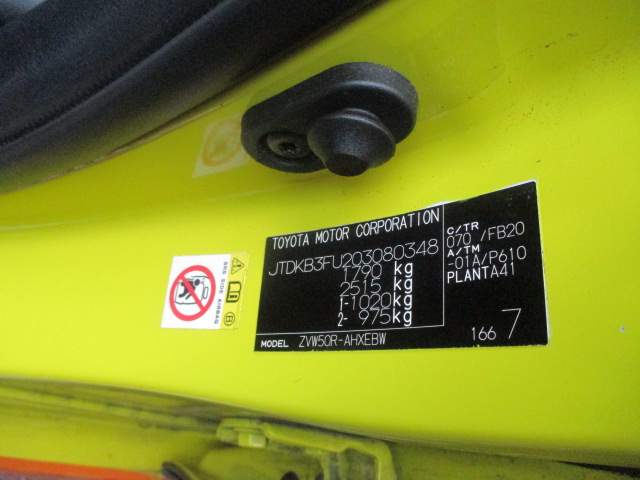 TOYOTA MOTOR CORPORATION
JTDKB3FU203080348
1790 kg
2515 kg
1- 1020 kg
2- 975 kg
MODEL ZVW50R-AHXEBW
C/TR
070 /FB20
A/TM
-01A/P610
PLANTA41
166 7
SRS SIDE AIRBAG
B